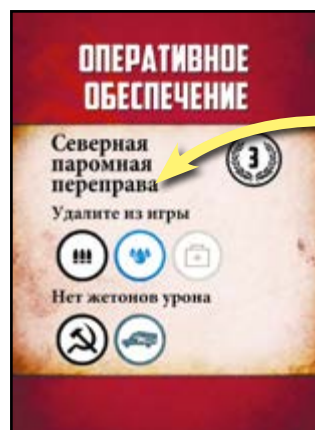 ОПЕРАТИВНОЕ
ОБЕСПЕЧЕНИЕ
Северная
паромная
переправа
3
Удалите из игры
Нет жетонов урона